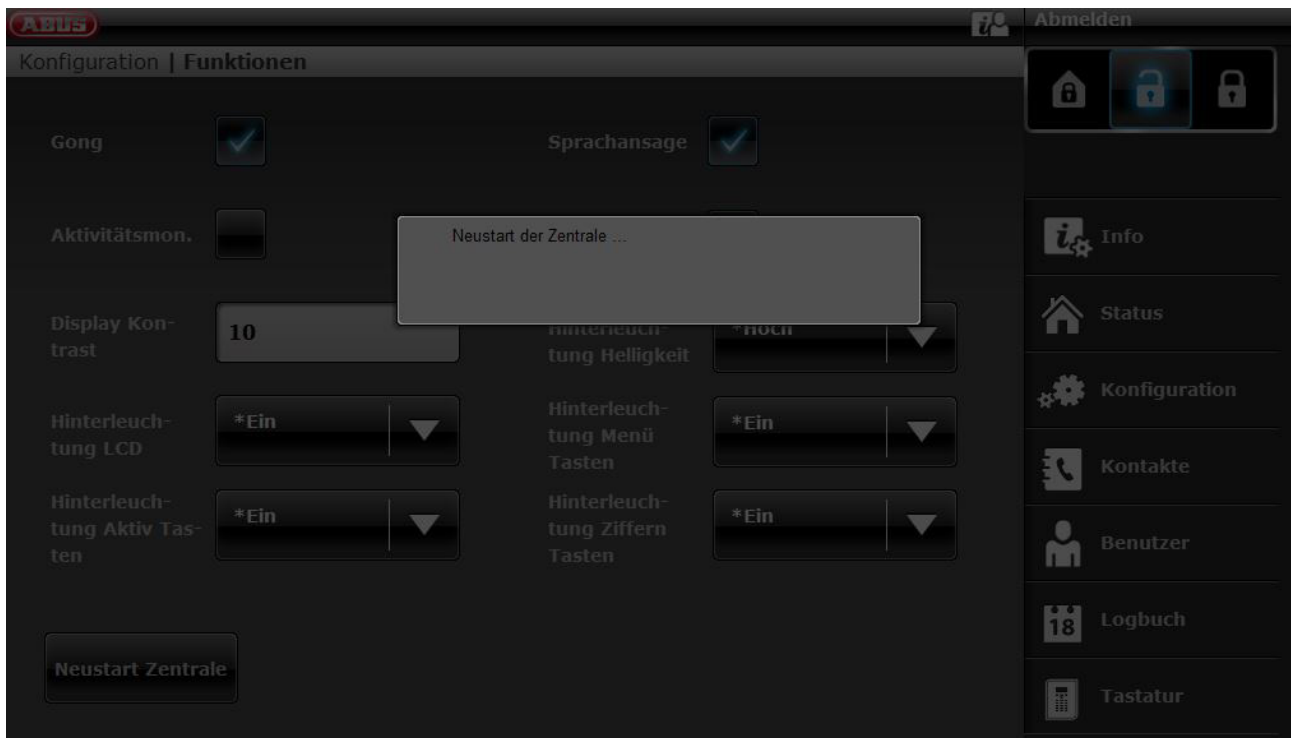 ABUS
Abmelden
Konfiguration | Funktionen
Gong
Sprachansage
Aktivitätsmon.
Neustart der Zentrale ...
Display Kon-
trast
10
Hinterleuch-
tung Helligkeit
*Hoch
Hinterleuch-
tung LCD
*Ein
Hinterleuch-
tung Menü
Tasten
*Ein
Hinterleuch-
tung Aktiv Tas-
ten
*Ein
Hinterleuch-
tung Ziffern
Tasten
*Ein
Neustart Zentrale
Info
Status
Konfiguration
Kontakte
Benutzer
18
Logbuch
Tastatur